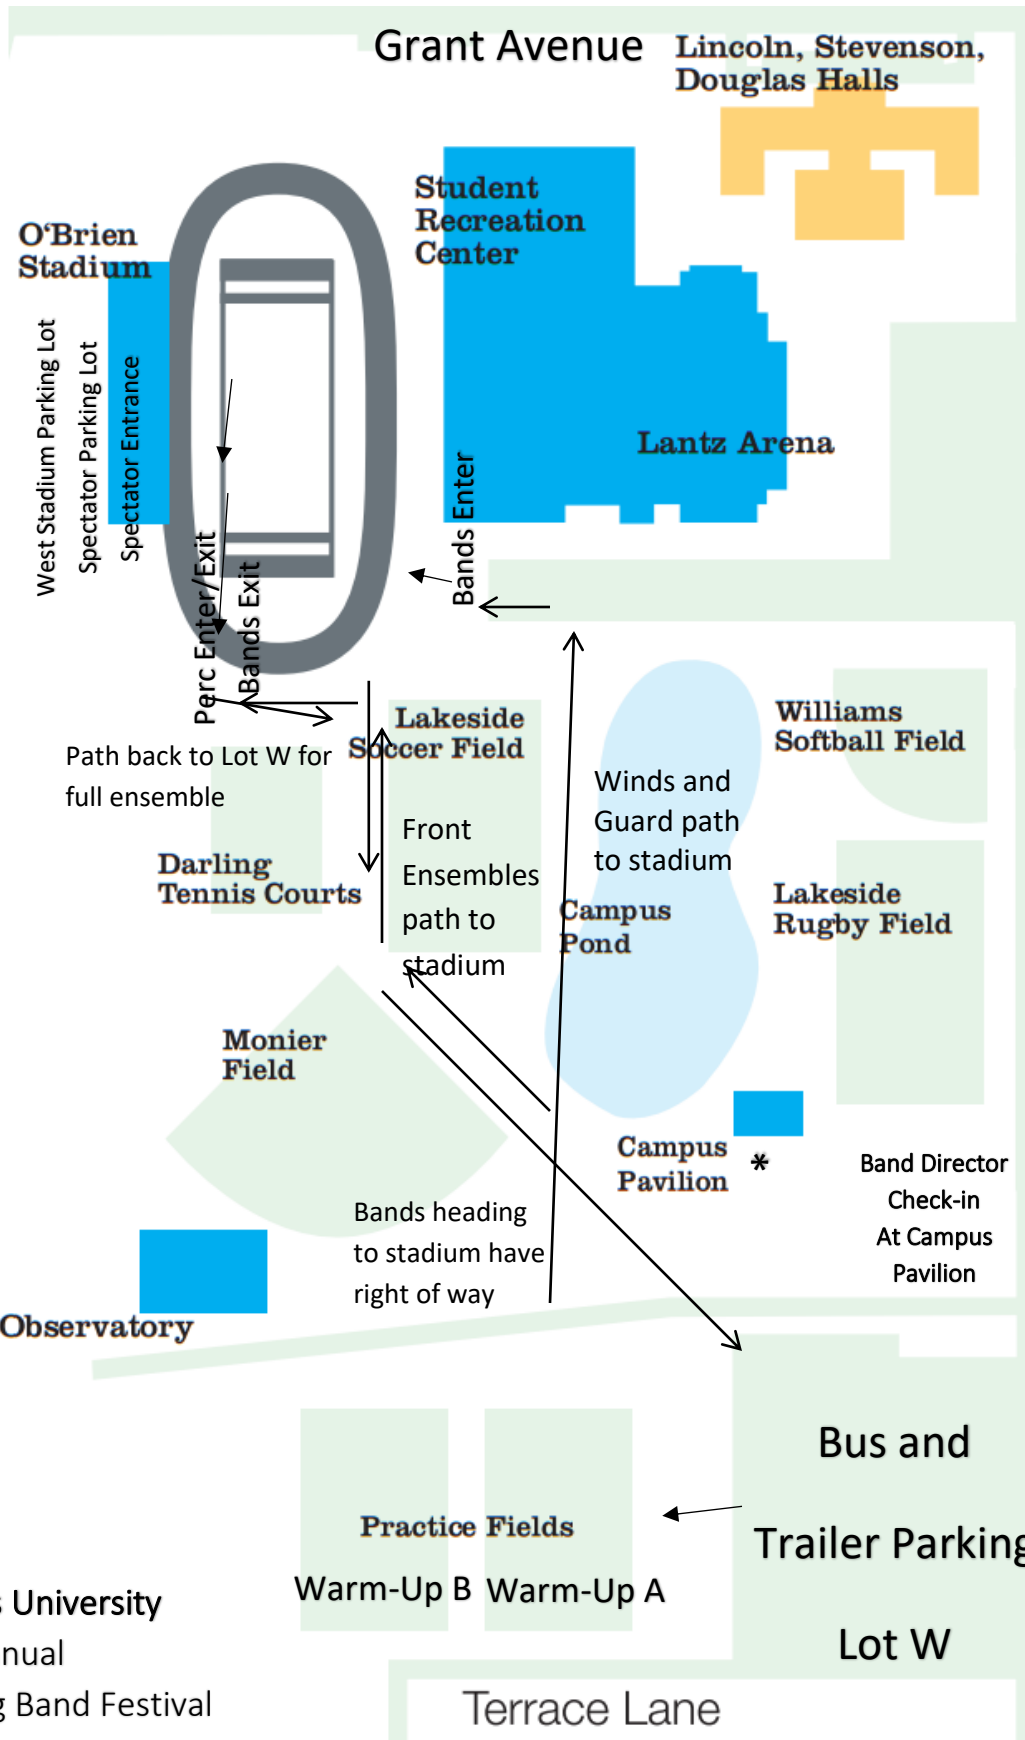 Grant Avenue
Lincoln, Stevenson,
Douglas Halls
Student
Recreation
Center
O‘Brien
Stadium
West Stadium Parking Lot
Spectator Parking Lot
Spectator Entrance
Lantz Arena
Bands Enter
Perc Enter/Exit
Bands Exit
Lakeside
Soccer Field
Williams
Softball Field
Path back to Lot W for
full ensemble
Winds and
Guard path
to stadium
Front
Ensembles
path to
stadium
Darling
Tennis Courts
Campus
Pond
Lakeside
Rugby Field
Monier
Field
Campus
Pavilion
*
Band Director
Check-in
At Campus
Pavilion
Bands heading
to stadium have
right of way
Observatory
Bus and
Trailer Parking
Lot W
Practice Fields
Warm-Up B
Warm-Up A
s University
nual
g Band Festival
Terrace Lane